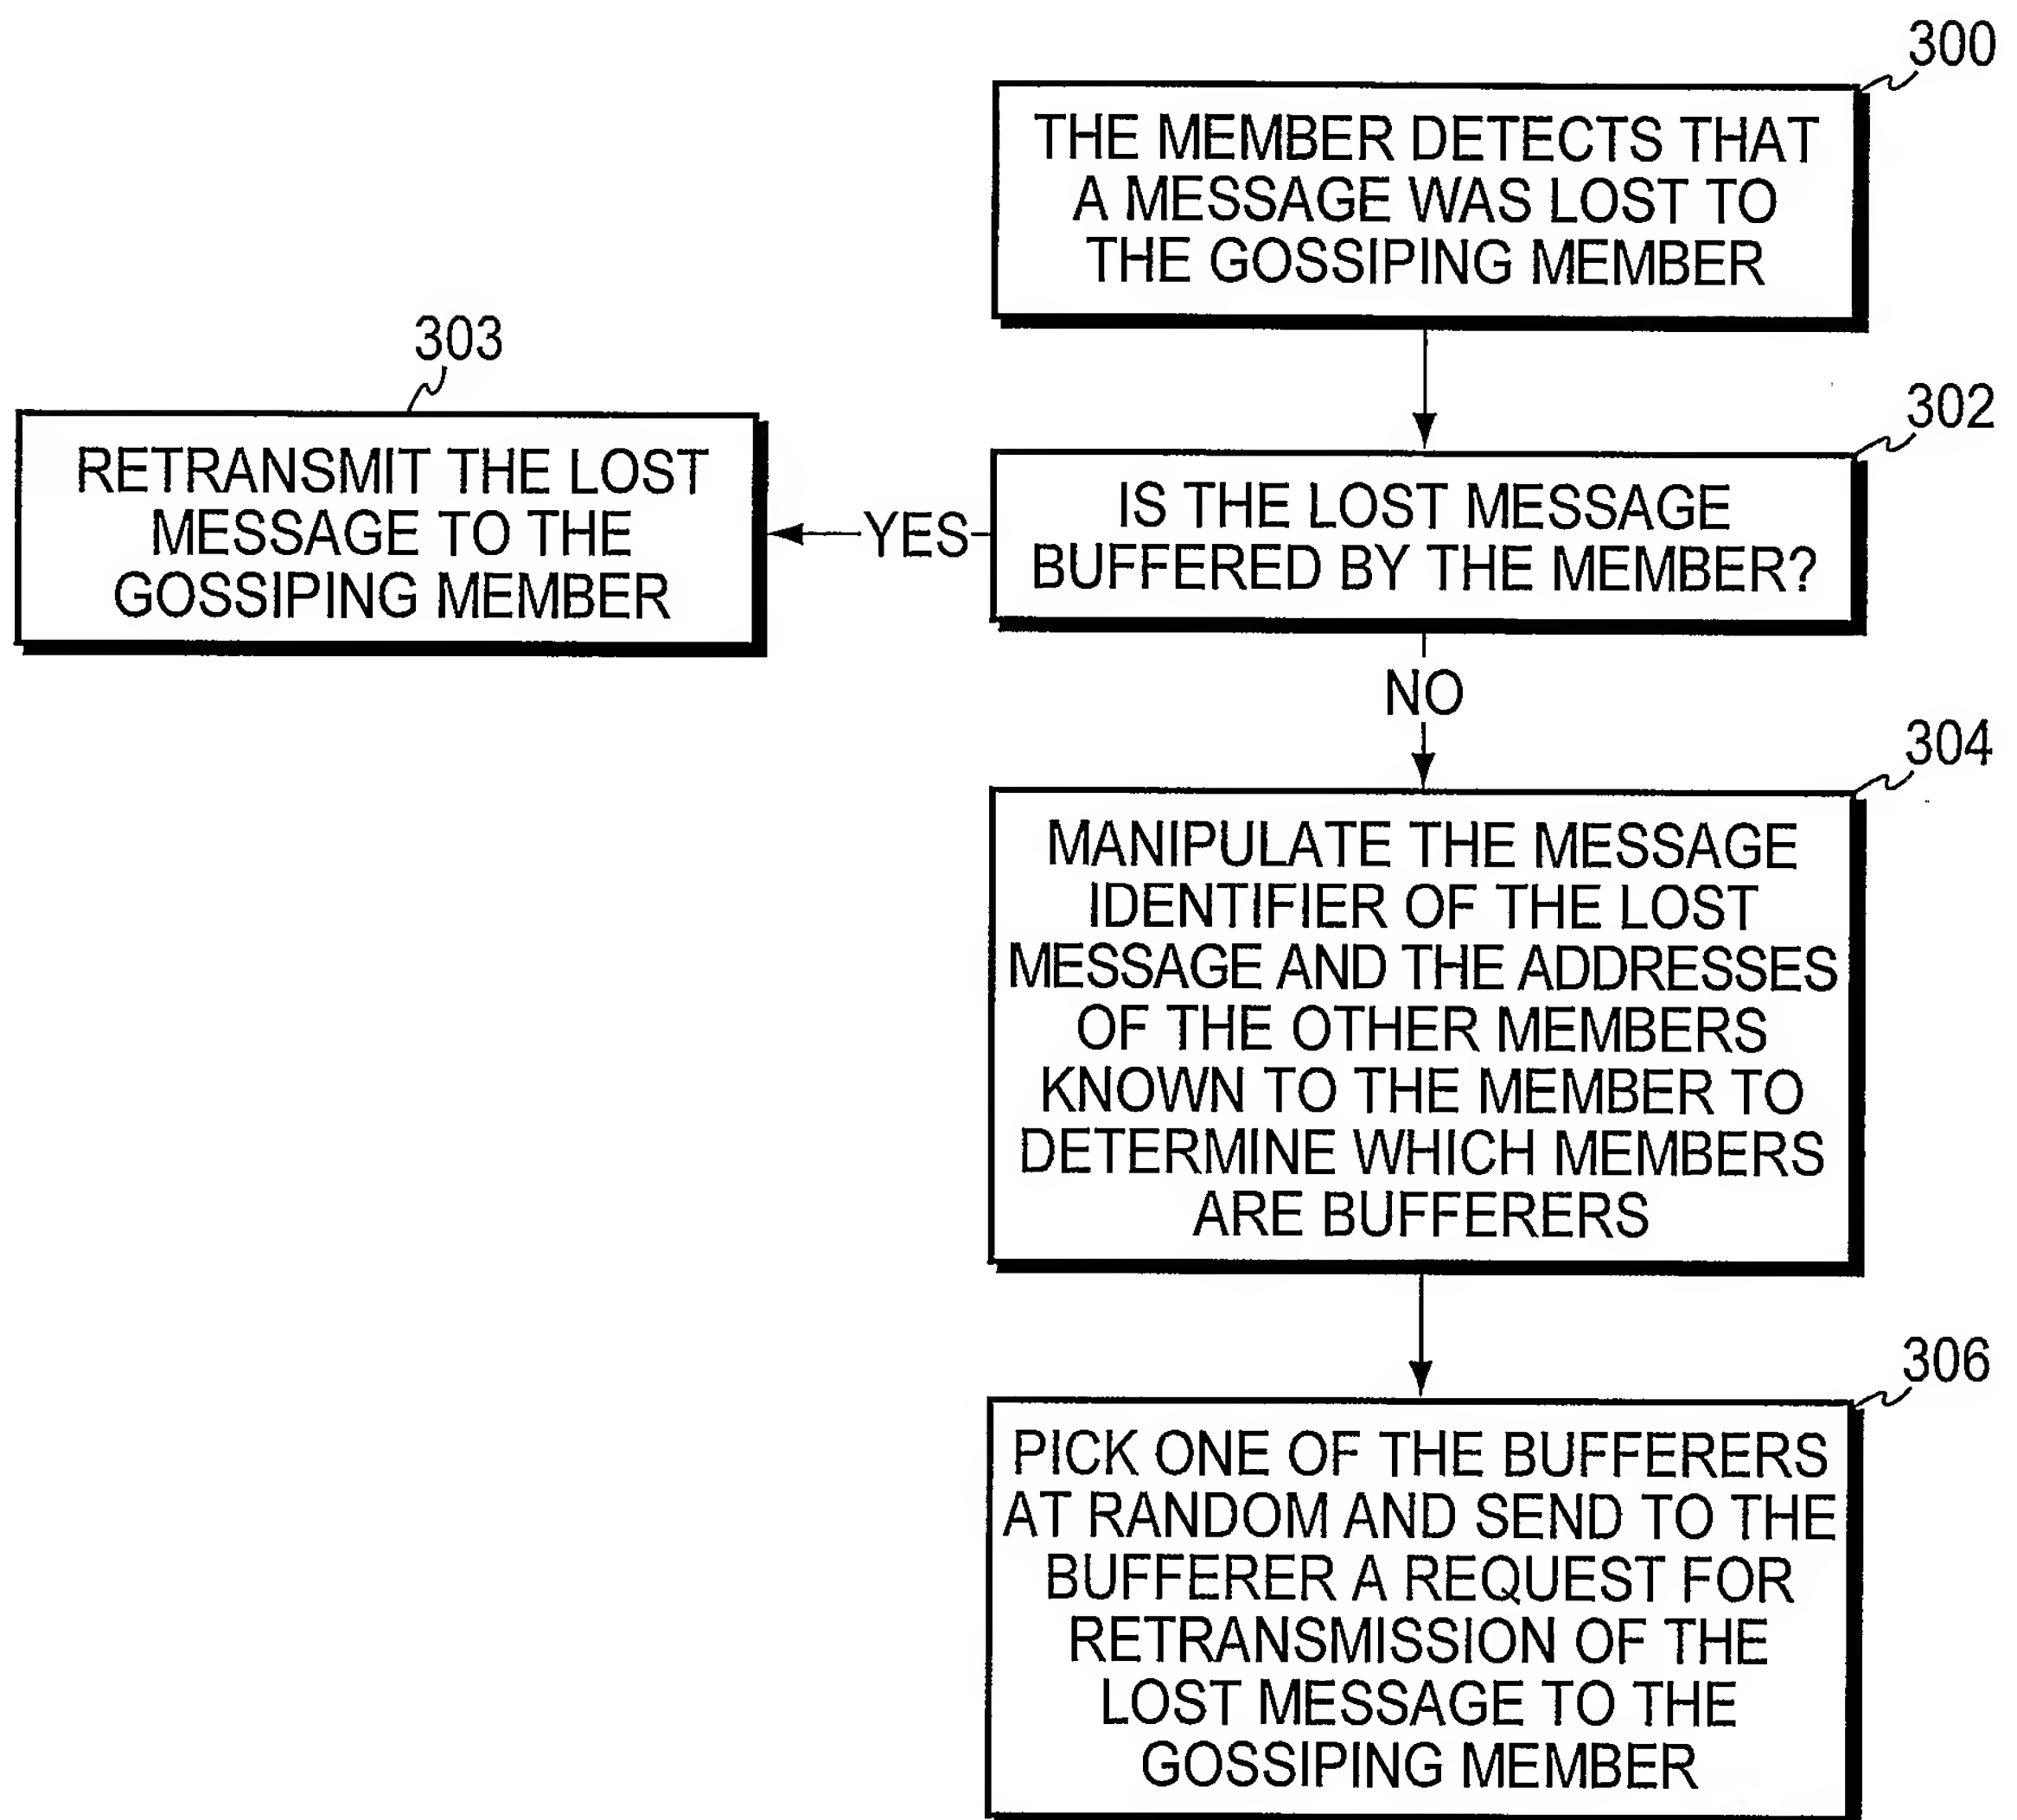 300
THE MEMBER DETECTS THAT
A MESSAGE WAS LOST TO
THE GOSSIPING MEMBER
303
RETRANSMIT THE LOST
MESSAGE TO THE
GOSSIPING MEMBER
YES
302
IS THE LOST MESSAGE
BUFFERED BY THE MEMBER?
NO
304
MANIPULATE THE MESSAGE
IDENTIFIER OF THE LOST
MESSAGE AND THE ADDRESSES
OF THE OTHER MEMBERS
KNOWN TO THE MEMBER TO
DETERMINE WHICH MEMBERS
ARE BUFFERERS
306
PICK ONE OF THE BUFFERERS
AT RANDOM AND SEND TO THE
BUFFERER A REQUEST FOR
RETRANSMISSION OF THE
LOST MESSAGE TO THE
GOSSIPING MEMBER